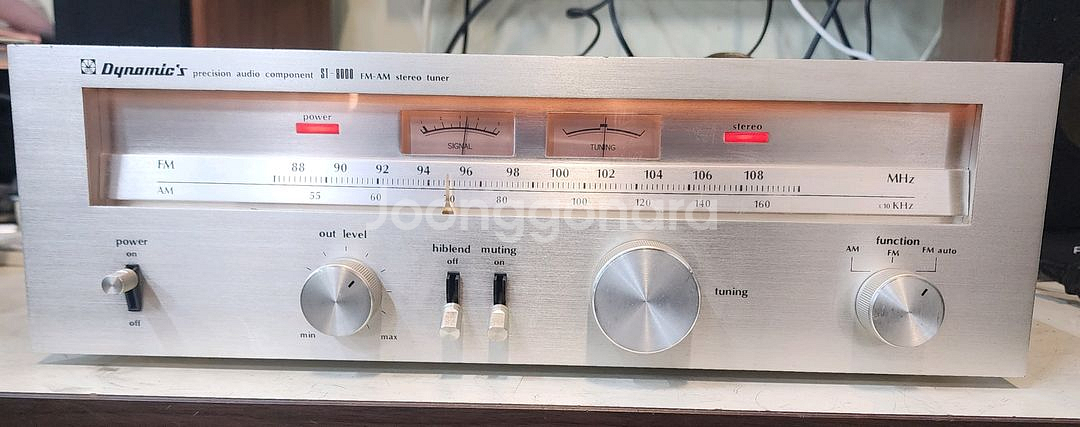 Dynamic's precision audio component ST-8000 FM-AM stereo tuner
power
stereo
SIGNAL
TUNING
FM 88 90 92 94 96 98 100 102 104 106 108 MHz
AM 55 60 70 80 100 120 140 160 x 10 KHz
Joonggonara
power
on
off
out level
min
max
hiblend
off
muting
on
tuning
function
AM
FM
FM auto